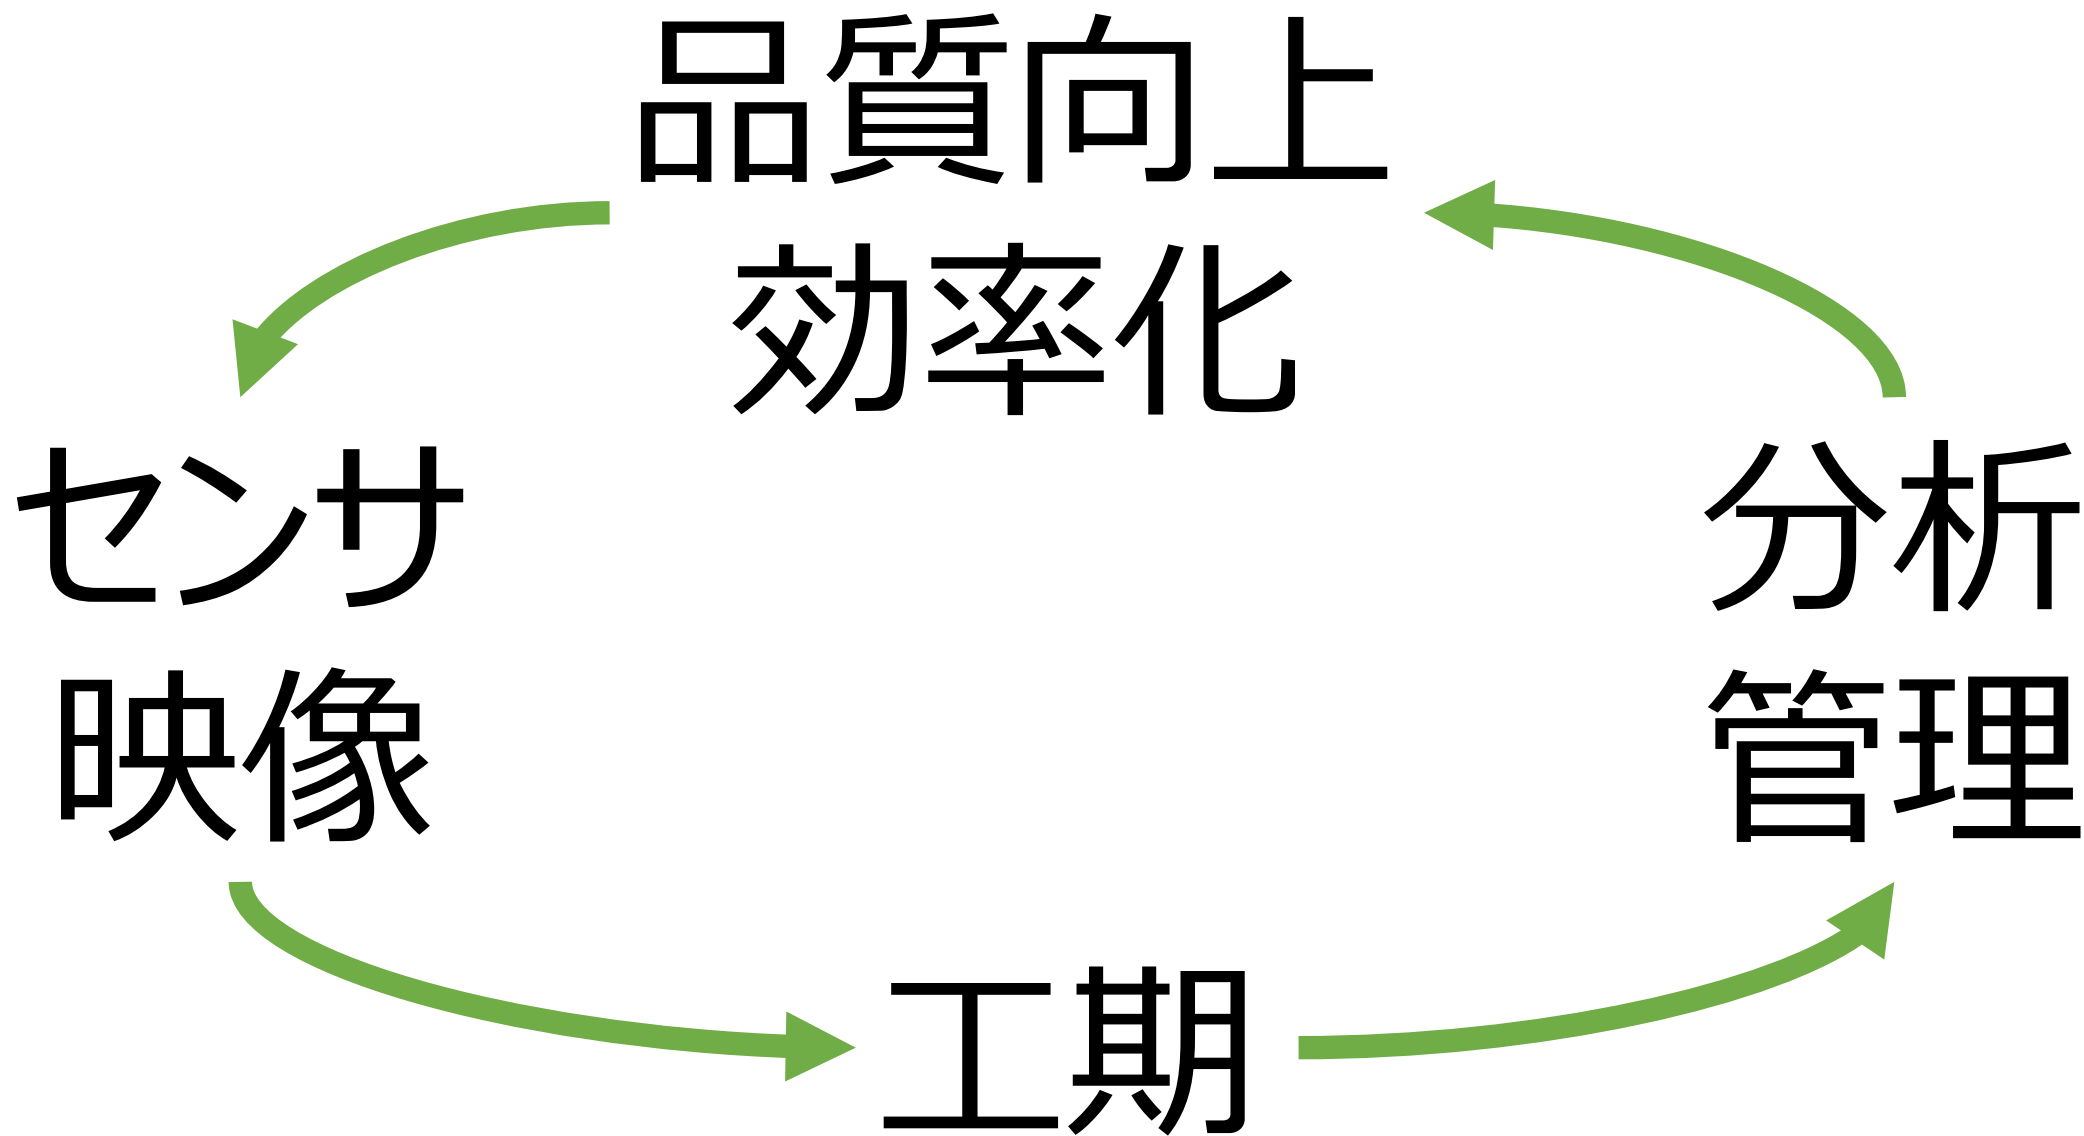 品質向上
効率化
センサ
映像
分析
管理
工期